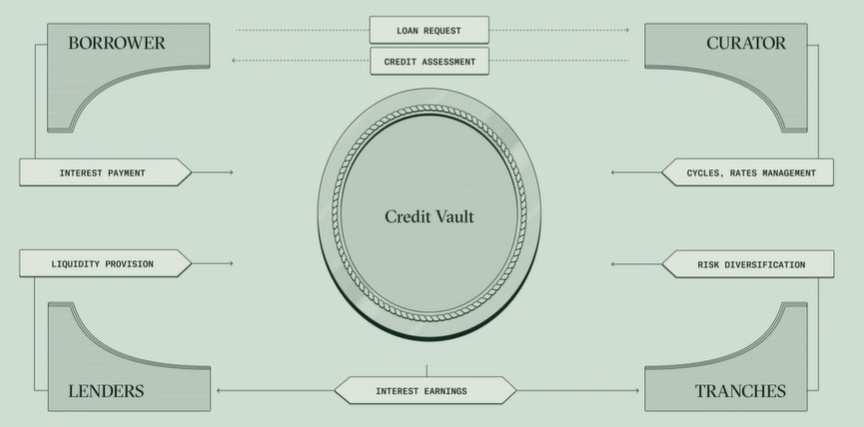 BORROWER
LOAN REQUEST
CURATOR
CREDIT ASSESSMENT
INTEREST PAYMENT
CYCLES, RATES MANAGEMENT
Credit Vault
LIQUIDITY PROVISION
RISK DIVERSIFICATION
LENDERS
INTEREST EARNINGS
TRANCHES